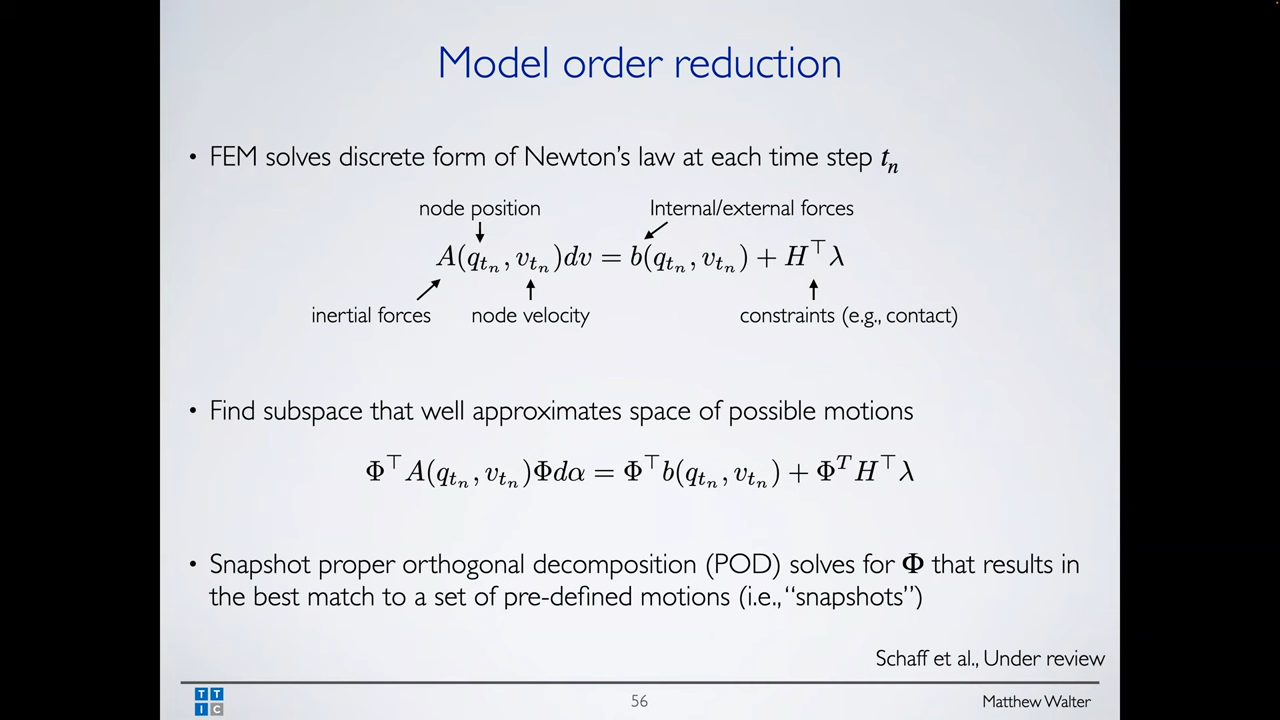 Model order reduction
• FEM solves discrete form of Newton's law at each time step tₙ
node position Internal/external forces
A(q_{t_n}, v_{t_n})dv = b(q_{t_n}, v_{t_n}) + H^⊤λ
inertial forces node velocity constraints (e.g., contact)
• Find subspace that well approximates space of possible motions
Φ^⊤A(q_{t_n}, v_{t_n})Φdα = Φ^⊤b(q_{t_n}, v_{t_n}) + Φ^T H^⊤λ
• Snapshot proper orthogonal decomposition (POD) solves for Φ that results in
the best match to a set of pre-defined motions (i.e., “snapshots”)
Schaff et al., Under review
T T
I C
56
Matthew Walter